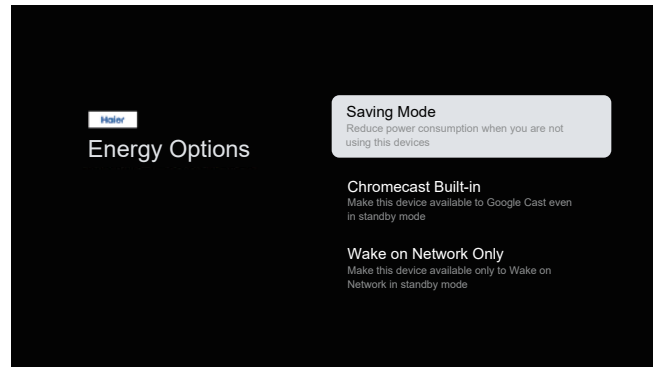 Haier
Energy Options
Saving Mode
Reduce power consumption when you are not
using this devices
Chromecast Built-in
Make this device available to Google Cast even
in standby mode
Wake on Network Only
Make this device available only to Wake on
Network in standby mode